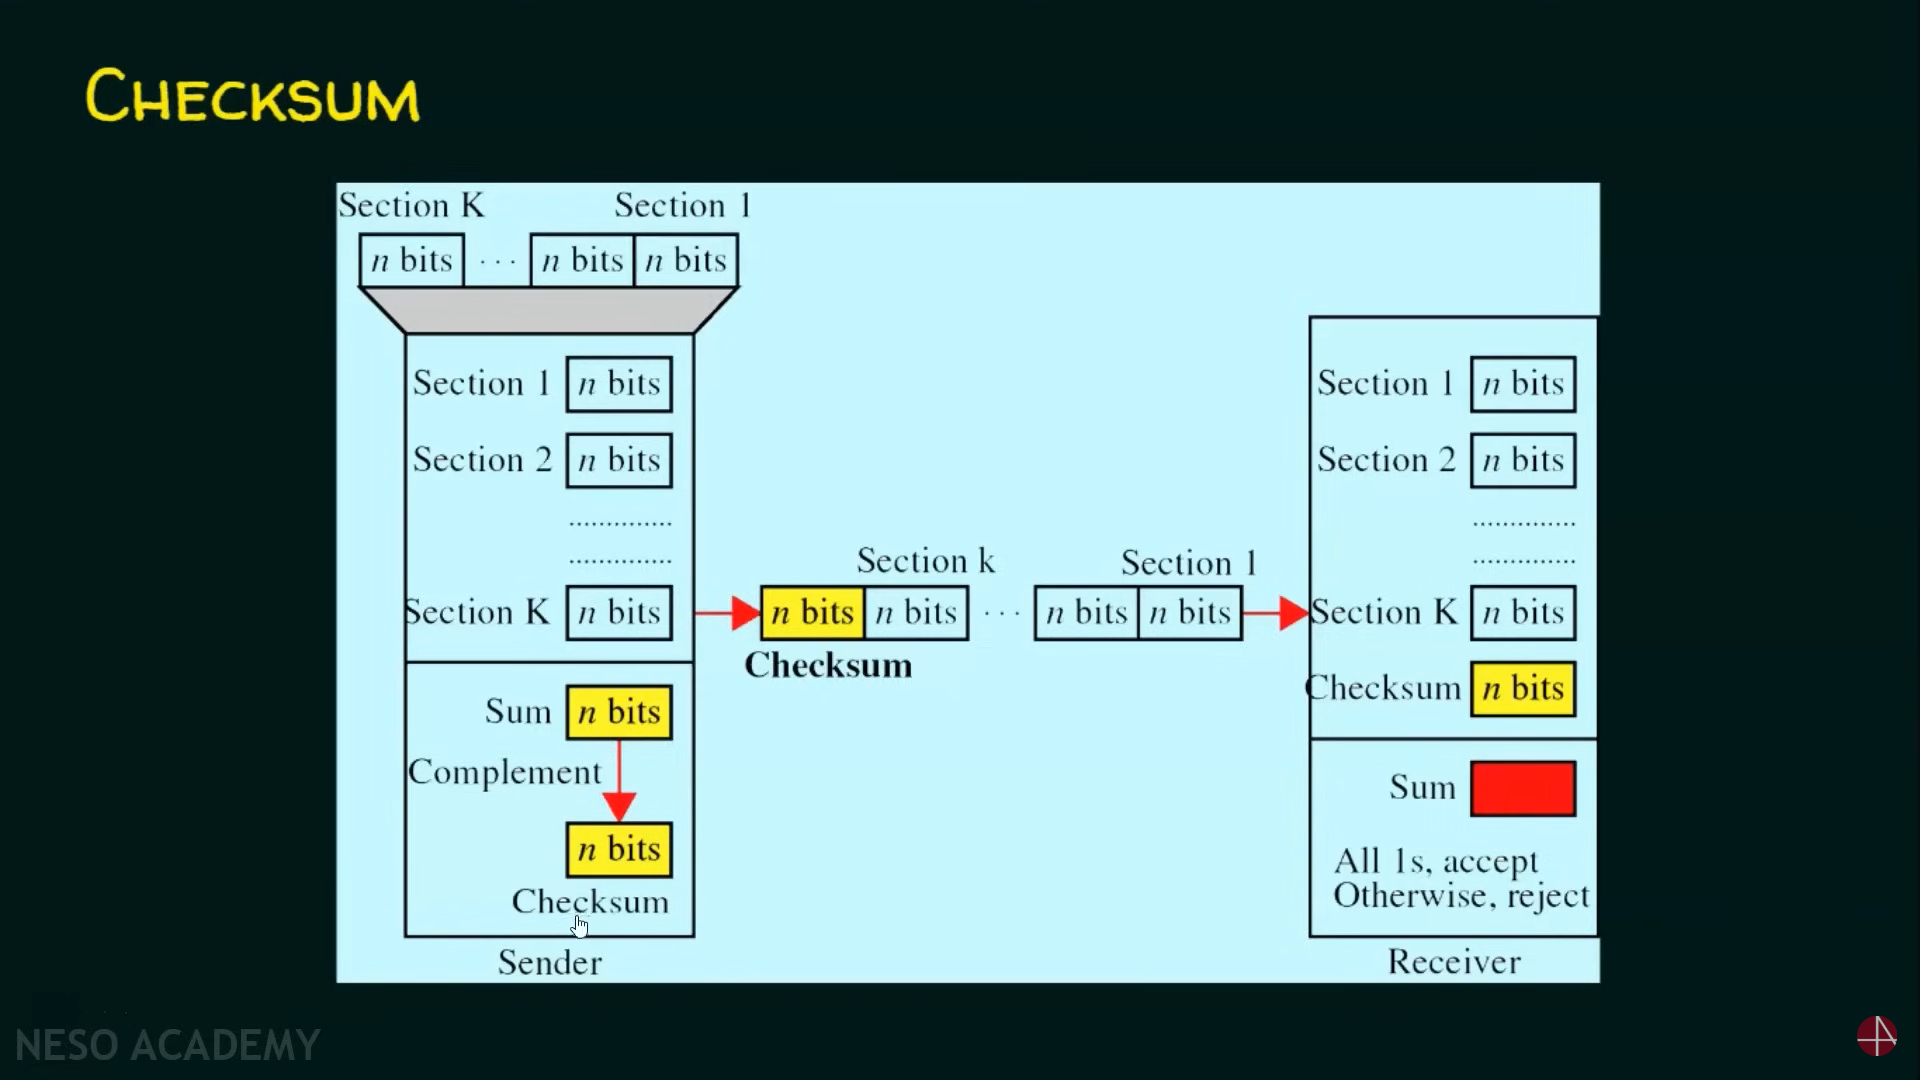 CHECKSUM
Section K Section 1
n bits ... n bits n bits
Section 1 n bits
Section 2 n bits
..............
..............
Section K n bits
Sum n bits
Complement
n bits
Checksum
Sender
Section k Section 1
n bits n bits ... n bits n bits
Checksum
Section 1 n bits
Section 2 n bits
..............
..............
Section K n bits
Checksum n bits
Sum
All 1s, accept
Otherwise, reject
Receiver
NESO ACADEMY